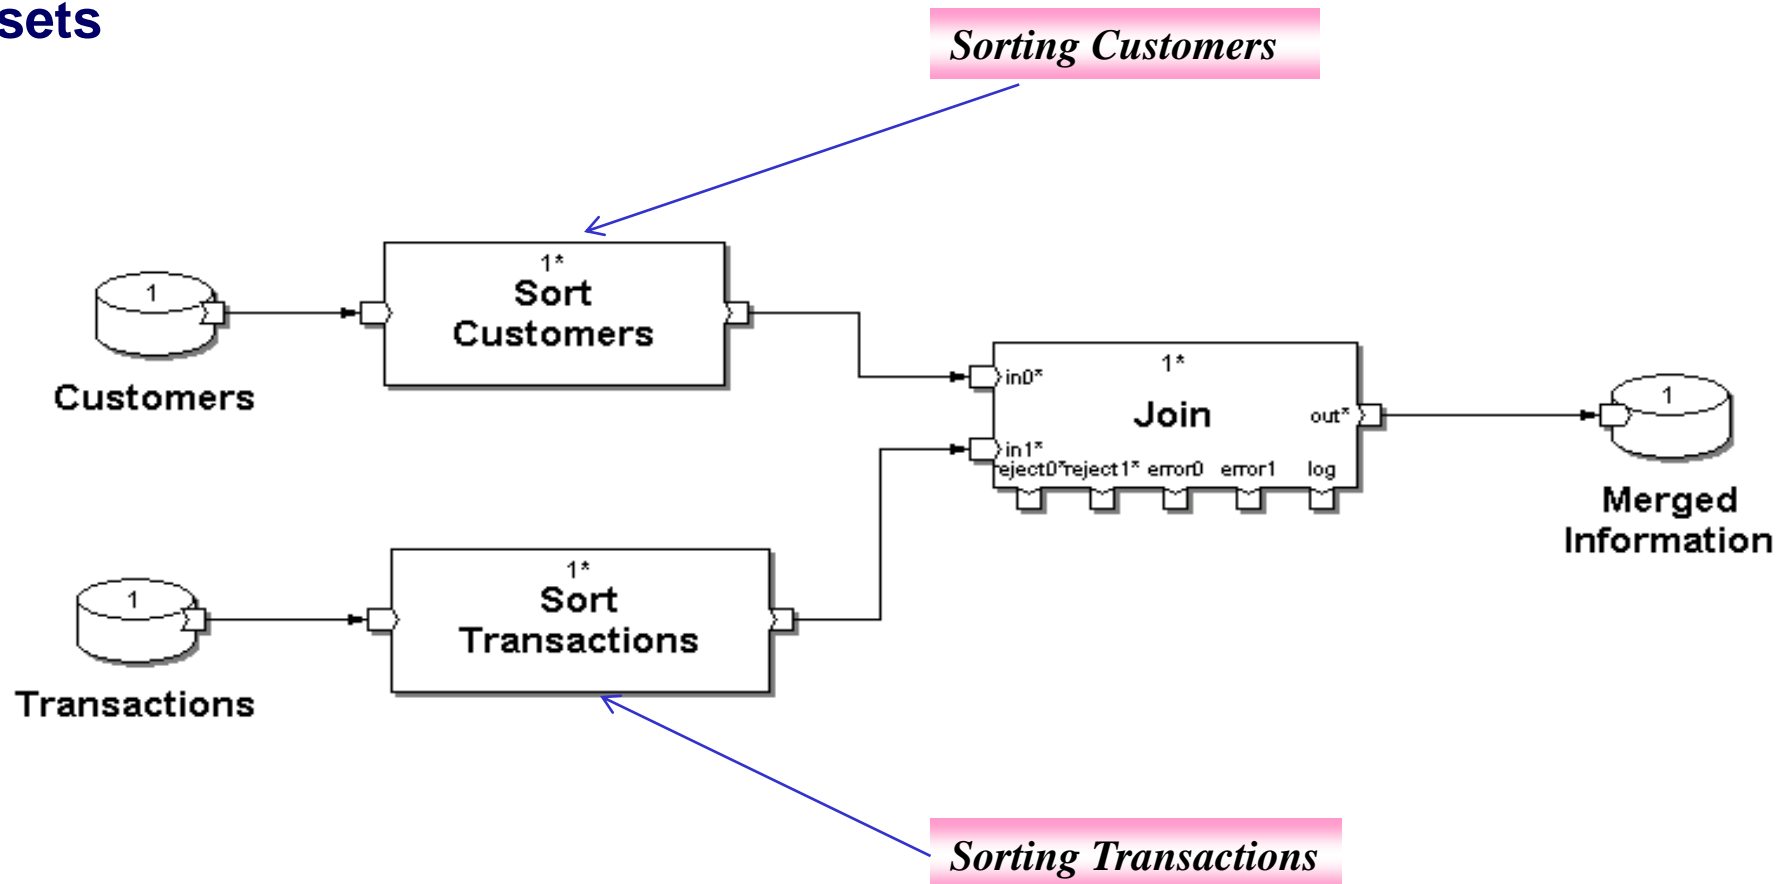 sets
Sorting Customers
1*
Sort
Customers
1
Customers
1*
in0*
Join
out*
in1*
reject0* reject1* error0 error1 log
1
Merged
Information
1*
Sort
Transactions
1
Transactions
Sorting Transactions